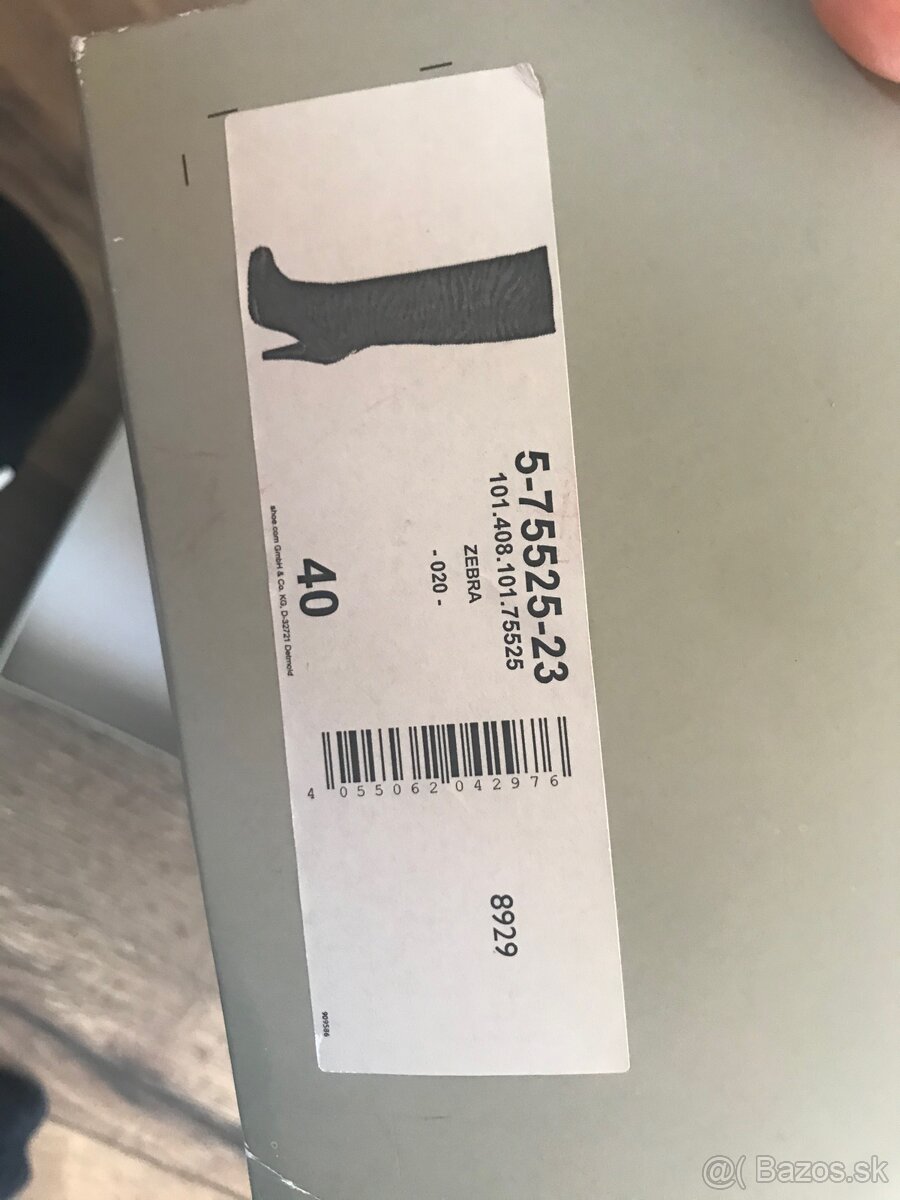 5-75525-23
101.408.101.75525
ZEBRA
- 020 -
40
shoe com GmbH & Co. KG, D-32721 Detmold
4 055062 042976
8929
909586
@( Bazos.sk